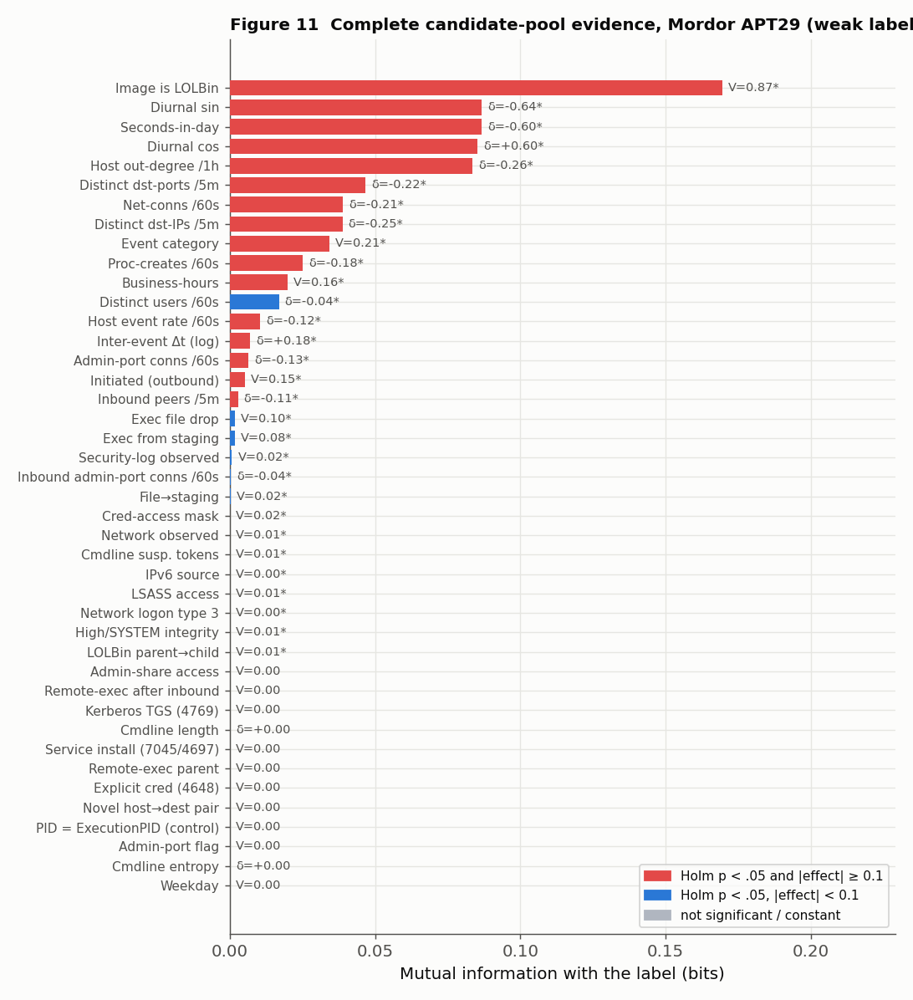 Figure 11  Complete candidate-pool evidence, Mordor APT29 (weak label
Image is LOLBin V=0.87*
Diurnal sin δ=-0.64*
Seconds-in-day δ=-0.60*
Diurnal cos δ=+0.60*
Host out-degree /1h δ=-0.26*
Distinct dst-ports /5m δ=-0.22*
Net-conns /60s δ=-0.21*
Distinct dst-IPs /5m δ=-0.25*
Event category V=0.21*
Proc-creates /60s δ=-0.18*
Business-hours V=0.16*
Distinct users /60s δ=-0.04*
Host event rate /60s δ=-0.12*
Inter-event Δt (log) δ=+0.18*
Admin-port conns /60s δ=-0.13*
Initiated (outbound) V=0.15*
Inbound peers /5m δ=-0.11*
Exec file drop V=0.10*
Exec from staging V=0.08*
Security-log observed V=0.02*
Inbound admin-port conns /60s δ=-0.04*
File→staging V=0.02*
Cred-access mask V=0.02*
Network observed V=0.01*
Cmdline susp. tokens V=0.01*
IPv6 source V=0.00*
LSASS access V=0.01*
Network logon type 3 V=0.00*
High/SYSTEM integrity V=0.01*
LOLBin parent→child V=0.01*
Admin-share access V=0.00
Remote-exec after inbound V=0.00
Kerberos TGS (4769) V=0.00
Cmdline length δ=+0.00
Service install (7045/4697) V=0.00
Remote-exec parent V=0.00
Explicit cred (4648) V=0.00
Novel host→dest pair V=0.00
PID = ExecutionPID (control) V=0.00
Admin-port flag V=0.00
Cmdline entropy δ=+0.00
Weekday V=0.00
Holm p < .05 and |effect| ≥ 0.1
Holm p < .05, |effect| < 0.1
not significant / constant
0.00 0.05 0.10 0.15 0.20
Mutual information with the label (bits)